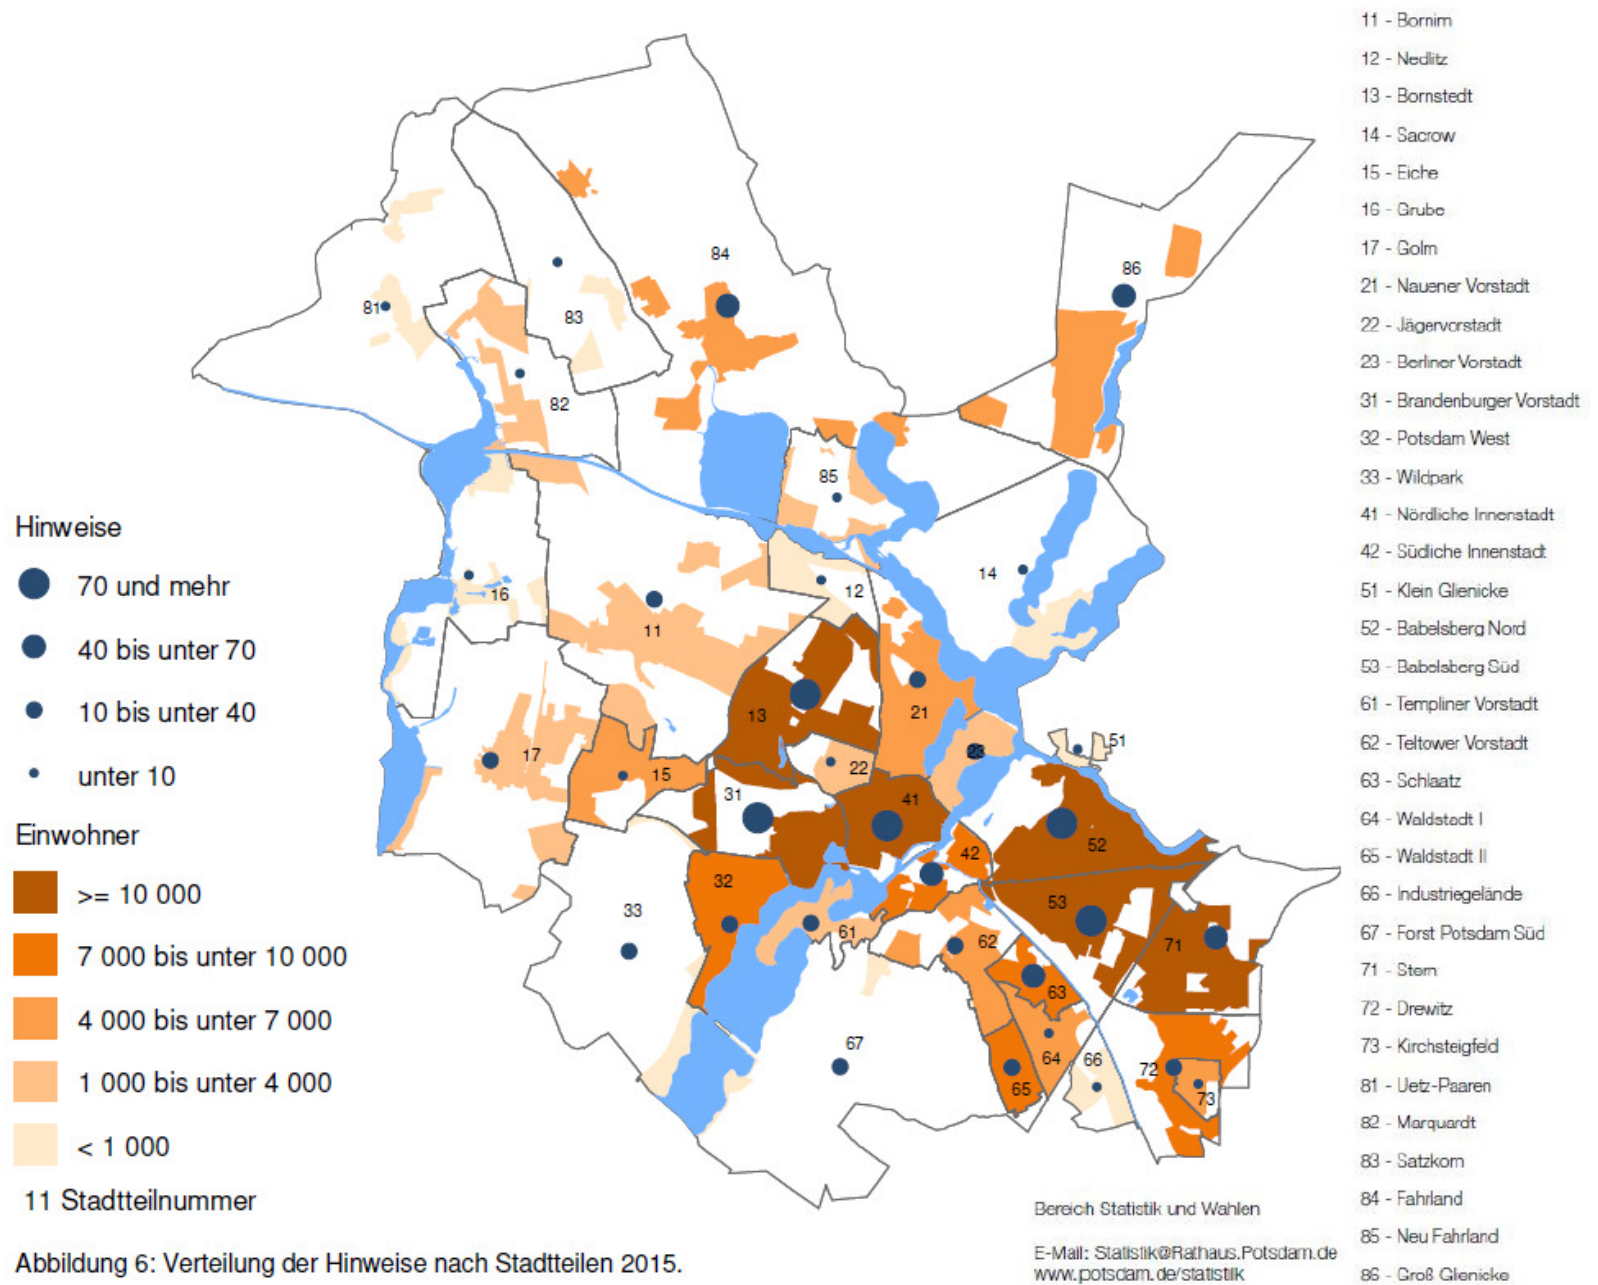 11 - Bornim
12 - Nedlitz
13 - Bornstedt
14 - Sacrow
15 - Eiche
16 - Grube
17 - Golm
21 - Nauener Vorstadt
22 - Jägervorstadt
23 - Berliner Vorstadt
31 - Brandenburger Vorstadt
32 - Potsdam West
33 - Wildpark
41 - Nördliche Innenstadt
42 - Südliche Innenstadt
51 - Klein Glienicke
52 - Babelsberg Nord
53 - Babelsberg Süd
61 - Templiner Vorstadt
62 - Teltower Vorstadt
63 - Schlaatz
64 - Waldstadt I
65 - Waldstadt II
66 - Industriegelände
67 - Forst Potsdam Süd
71 - Stern
72 - Drewitz
73 - Kirchsteigfeld
81 - Uetz-Paaren
82 - Marquardt
83 - Satzkorn
84 - Fahrland
85 - Neu Fahrland
86 - Groß Glienicke
84
86
81
83
82
85
14
16
12
11
13
21
17
15
22
23
51
31
41
52
42
32
53
33
61
62
71
63
67
64
66
72
65
73
Hinweise
70 und mehr
40 bis unter 70
10 bis unter 40
unter 10
Einwohner
>= 10 000
7 000 bis unter 10 000
4 000 bis unter 7 000
1 000 bis unter 4 000
< 1 000
11 Stadtteilnummer
Bereich Statistik und Wahlen
E-Mail: Statistik@Rathaus.Potsdam.de
www.potsdam.de/statistik
Abbildung 6: Verteilung der Hinweise nach Stadtteilen 2015.